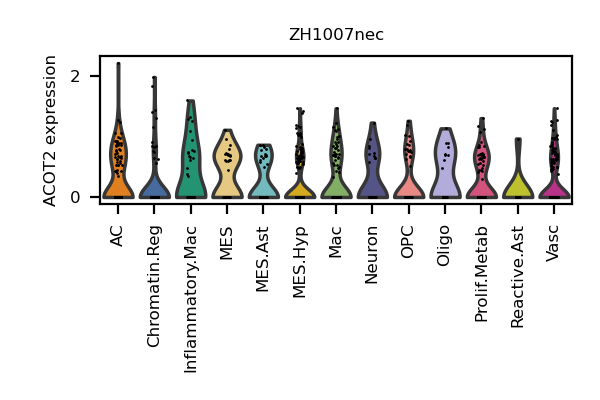 ZH1007nec
ACOT2 expression
2
0
AC
Chromatin.Reg
Inflammatory.Mac
MES
MES.Ast
MES.Hyp
Mac
Neuron
OPC
Oligo
Prolif.Metab
Reactive.Ast
Vasc